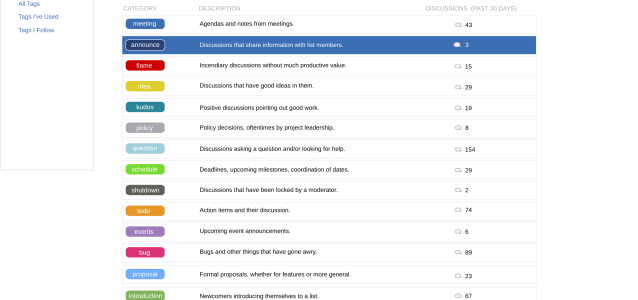 All Tags
Tags I've Used
Tags I Follow
CATEGORY DESCRIPTION DISCUSSIONS (PAST 30 DAYS)
meeting Agendas and notes from meetings. 43
announce Discussions that share information with list members. 3
flame Incendiary discussions without much productive value. 15
idea Discussions that have good ideas in them. 29
kudos Positive discussions pointing out good work. 19
policy Policy decisions, oftentimes by project leadership. 8
question Discussions asking a question and/or looking for help. 154
schedule Deadlines, upcoming milestones, coordination of dates. 29
shutdown Discussions that have been locked by a moderator. 2
todo Action items and their discussion. 74
events Upcoming event announcements. 6
bug Bugs and other things that have gone awry. 89
proposal Formal proposals, whether for features or more general. 23
introduction Newcomers introducing themselves to a list. 67